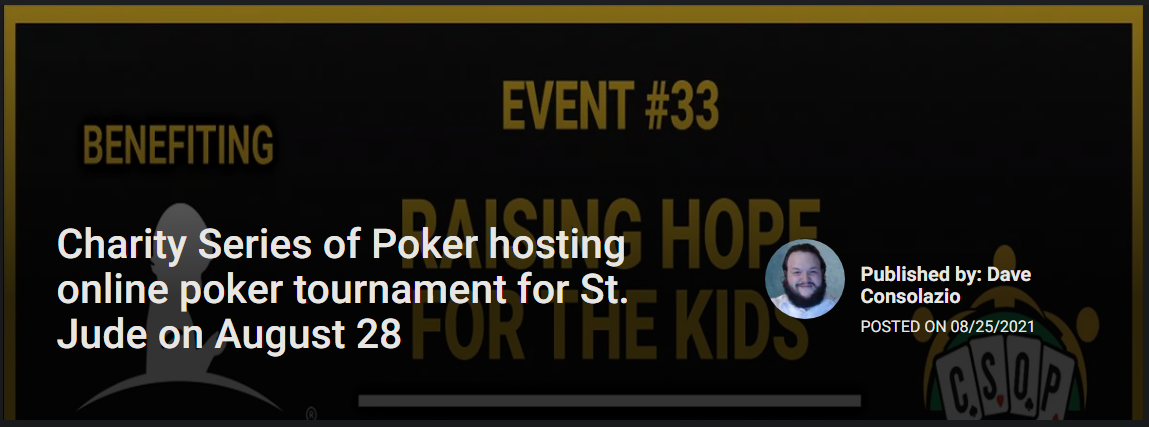 EVENT #33
BENEFITING
RAISING HOPE
FOR THE KIDS
Charity Series of Poker hosting
online poker tournament for St.
Jude on August 28
Published by: Dave
Consolazio
POSTED ON 08/25/2021
C.S.O.P
®